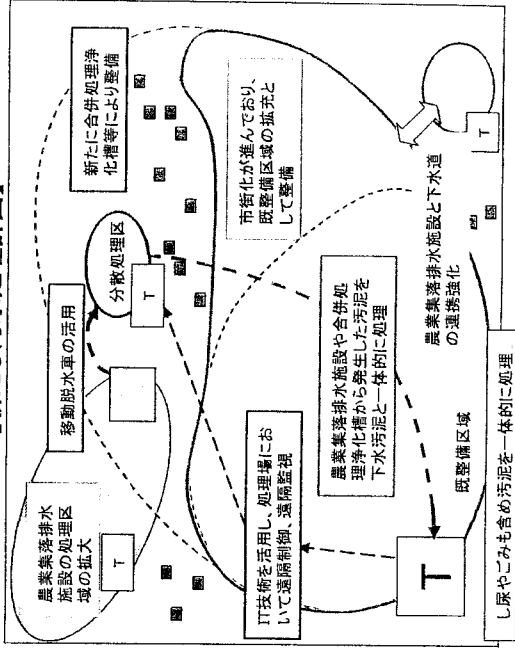 農業集落排水
施設の処理区
域の拡大
T
移動脱水車の活用
分散処理区
T
新たに合併処理浄
化槽等により整備
市街化が進んでおり、
既整備区域の拡充と
して整備
IT技術を活用し、処理場にお
いて遠隔制御、遠隔監視
農業集落排水施設や合併処
理浄化槽から発生した汚泥を
下水汚泥と一体的に処理
農業集落排水施設と下水道
の連携強化
T
T
既整備区域
し尿やごみも含め汚泥を一体的に処理